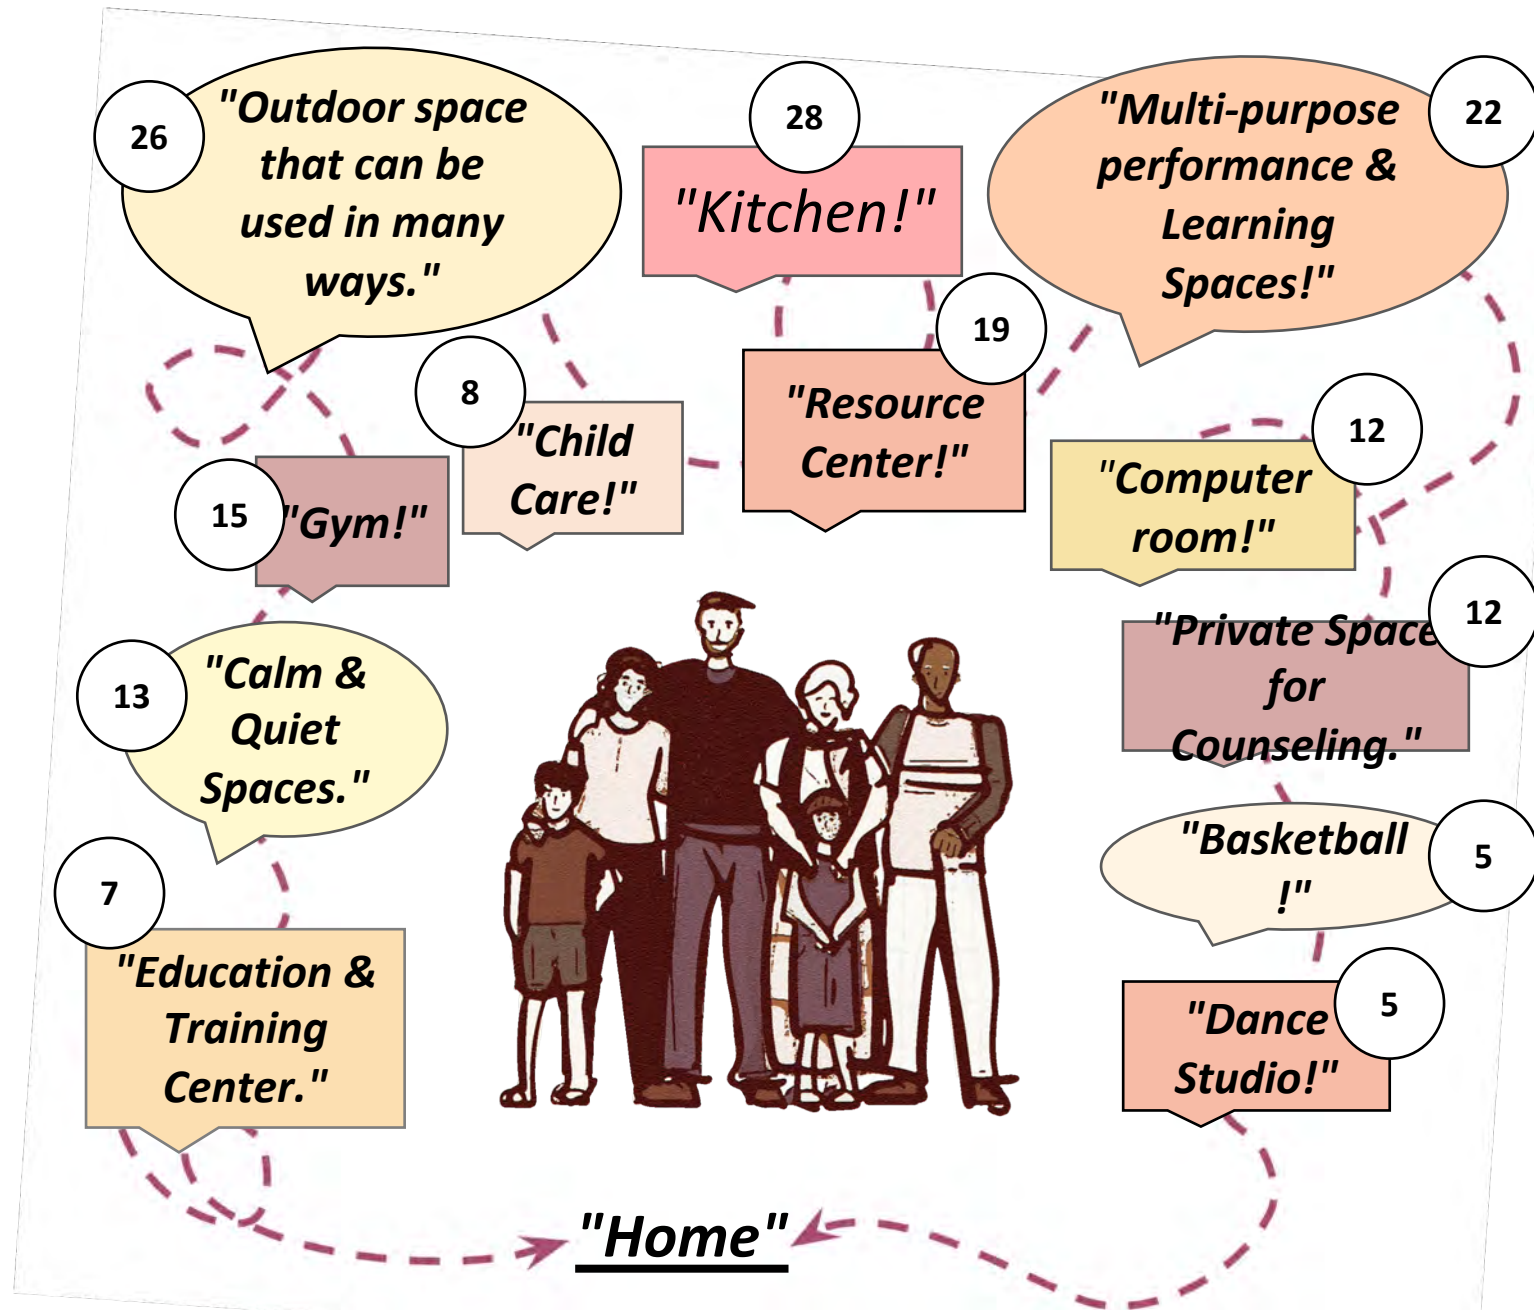 26
"Outdoor space
that can be
used in many
ways."
28
"Kitchen!"
22
"Multi-purpose
performance &
Learning
Spaces!"
8
"Child
Care!"
19
"Resource
Center!"
12
"Computer
room!"
15
"Gym!"
12
"Private Space
for
Counseling."
13
"Calm &
Quiet
Spaces."
5
"Basketball
!"
7
"Education &
Training
Center."
5
"Dance
Studio!"
"Home"